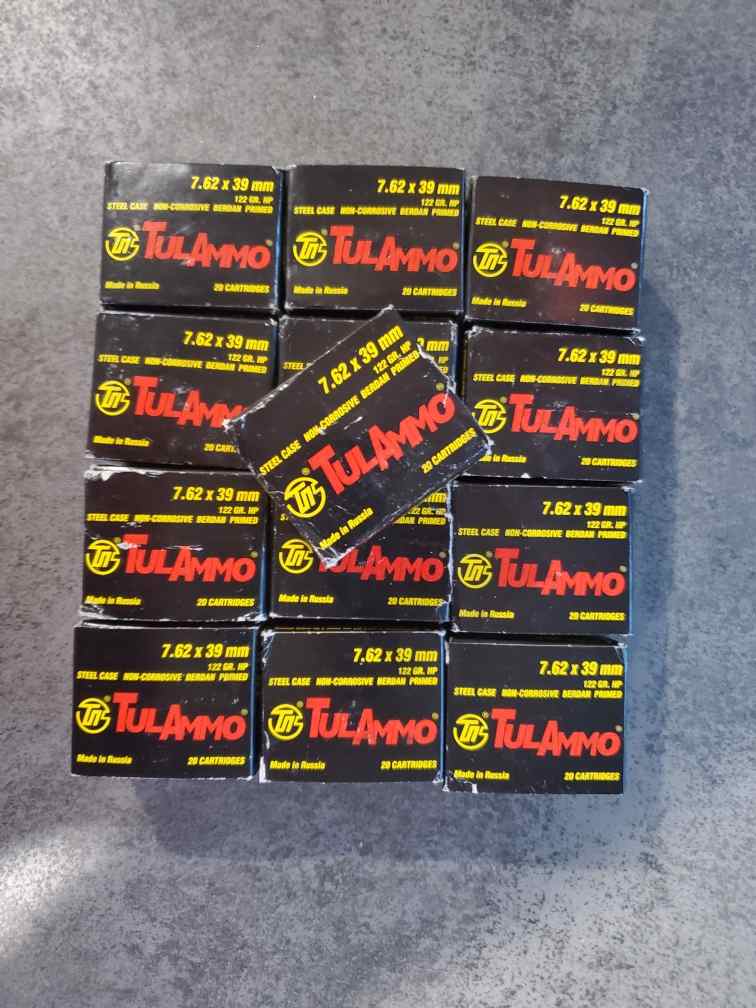 7.62 x 39 mm
122 GR. HP
STEEL CASE NON-CORROSIVE BERDAN PRIMED
TulAmmo®
Made in Russia
20 CARTRIDGES
7.62 x 39 mm
122 GR. HP
STEEL CASE NON-CORROSIVE BERDAN PRIMED
TulAmmo®
Made in Russia
20 CARTRIDGES
7.62 x 39 mm
122 GR. HP
STEEL CASE NON-CORROSIVE BERDAN PRIMED
TulAmmo®
Made in Russia
20 CARTRIDGES
7.62 x 39 mm
122 GR. HP
STEEL CASE NON-CORROSIVE BERDAN PRIMED
TulAmm
Made in Russia
20 CART
mm
STEEL CASE
7.62 x 39 mm
122 GR. HP
STEEL CASE NON-CORROSIVE BERDAN PRIMED
TulAmmo®
Made in Russia
20 CARTRIDGES
7.62 x 39 mm
122 GR. HP
STEEL CASE NON-CORROSIVE BERDAN PRIMED
TulAmmo
Made in Russia
20 CARTRIDGES
7.62 x 39 mm
122 GR. HP
STEEL CASE NON-CORROSIVE BERDAN PRIMED
TulAmmo®
Made in Russia
20 CARTRIDGES
mm
122 GR. HP
PRIMED
TulAmmo®
Made in Russia
20 CARTRIDGES
7.62 x 39 mm
122 GR. HP
STEEL CASE NON-CORROSIVE BERDAN PRIMED
TulAmmo®
Made in Russia
20 CARTRIDGES
7.62 x 39 mm
122 GR. HP
STEEL CASE NON-CORROSIVE BERDAN PRIMED
TulAmmo®
Made in Russia
20 CARTRIDGES
7.62 x 39 mm
122 GR. HP
STEEL CASE NON-CORROSIVE BERDAN PRIMED
TulAmmo®
Made in Russia
20 CARTRIDGES
7.62 x 39 mm
122 GR. HP
STEEL CASE NON-CORROSIVE BERDAN PRIMED
TulAmmo®
Made in Russia
20 CARTRIDGES